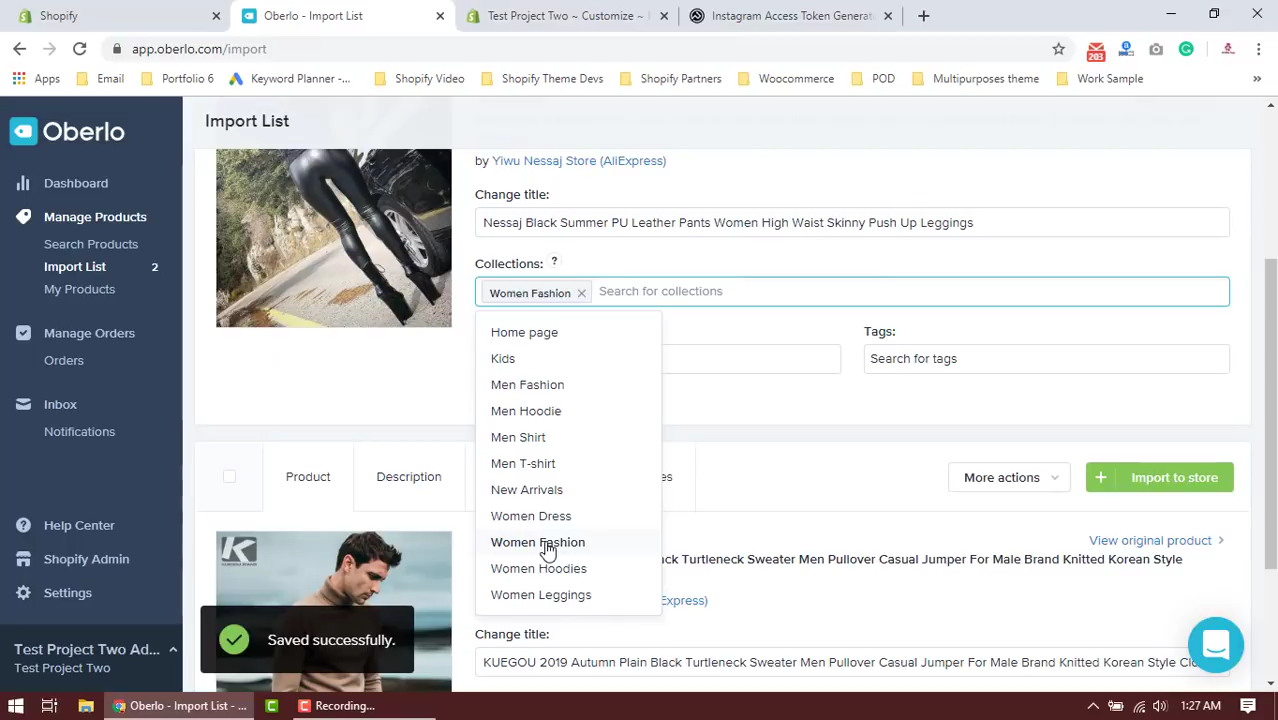 Shopify
Oberlo - Import List
Test Project Two ~ Customize ~
Instagram Access Token Generat
app.oberlo.com/import
203
Apps
Email
Portfolio 6
Keyword Planner -...
Shopify Video
Shopify Theme Devs
Shopify Partners
Woocommerce
POD
Multipurposes theme
Work Sample
»
Oberlo
Import List
Dashboard
Manage Products
Search Products
Import List 2
My Products
Manage Orders
Orders
Inbox
Notifications
Help Center
Shopify Admin
Settings
Test Project Two Ad...
Test Project Two
by Yiwu Nessaj Store (AliExpress)
Change title:
Nessaj Black Summer PU Leather Pants Women High Waist Skinny Push Up Leggings
Collections: ?
Women Fashion × Search for collections
Home page
Kids
Men Fashion
Men Hoodie
Men Shirt
Men T-shirt
New Arrivals
Women Dress
Women Fashion
Women Hoodies
Women Leggings
Tags:
Search for tags
Product
Description
es
More actions
+ Import to store
View original product
ck Turtleneck Sweater Men Pullover Casual Jumper For Male Brand Knitted Korean Style
Express)
Change title:
KUEGOU 2019 Autumn Plain Black Turtleneck Sweater Men Pullover Casual Jumper For Male Brand Knitted Korean Style Clo
K
Saved successfully.
Oberlo - Import List - ...
Recording...
1:27 AM